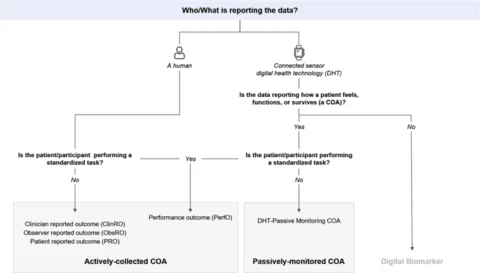 Who/What is reporting the data?
A human
Connected sensor
digital health technology (DHT)
Is the data reporting how a patient feels,
functions, or survives (a COA)?
Yes
No
Is the patient/participant performing a
standardized task?
Yes
Is the patient/participant performing
a standardized task?
No
No
Clinician reported outcome (ClinRO)
Observer reported outcome (ObsRO)
Patient reported outcome (PRO)
Performance outcome (PerfO)
DHT-Passive Monitoring COA
Actively-collected COA
Passively-monitored COA
Digital Biomarker